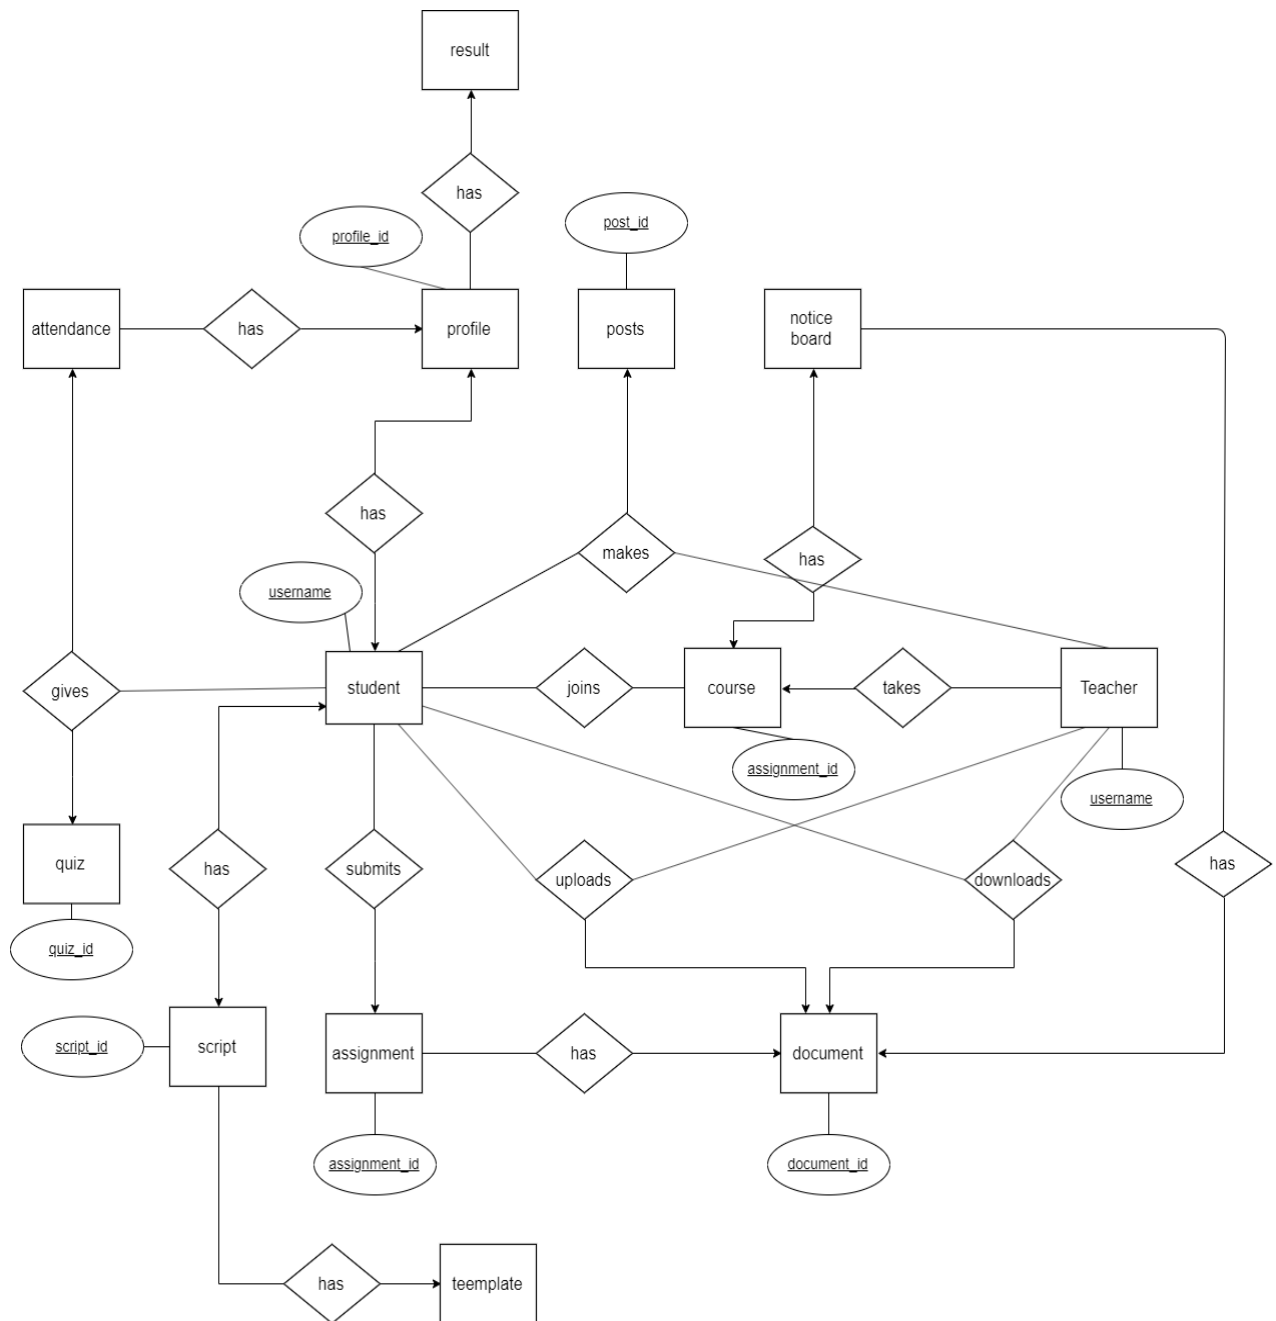 result
has
profile_id
post_id
attendance
has
profile
posts
notice
board
has
makes
has
username
gives
student
joins
course
takes
Teacher
assignment_id
username
quiz
has
submits
uploads
downloads
has
quiz_id
script_id
script
assignment
has
document
assignment_id
document_id
has
teemplate